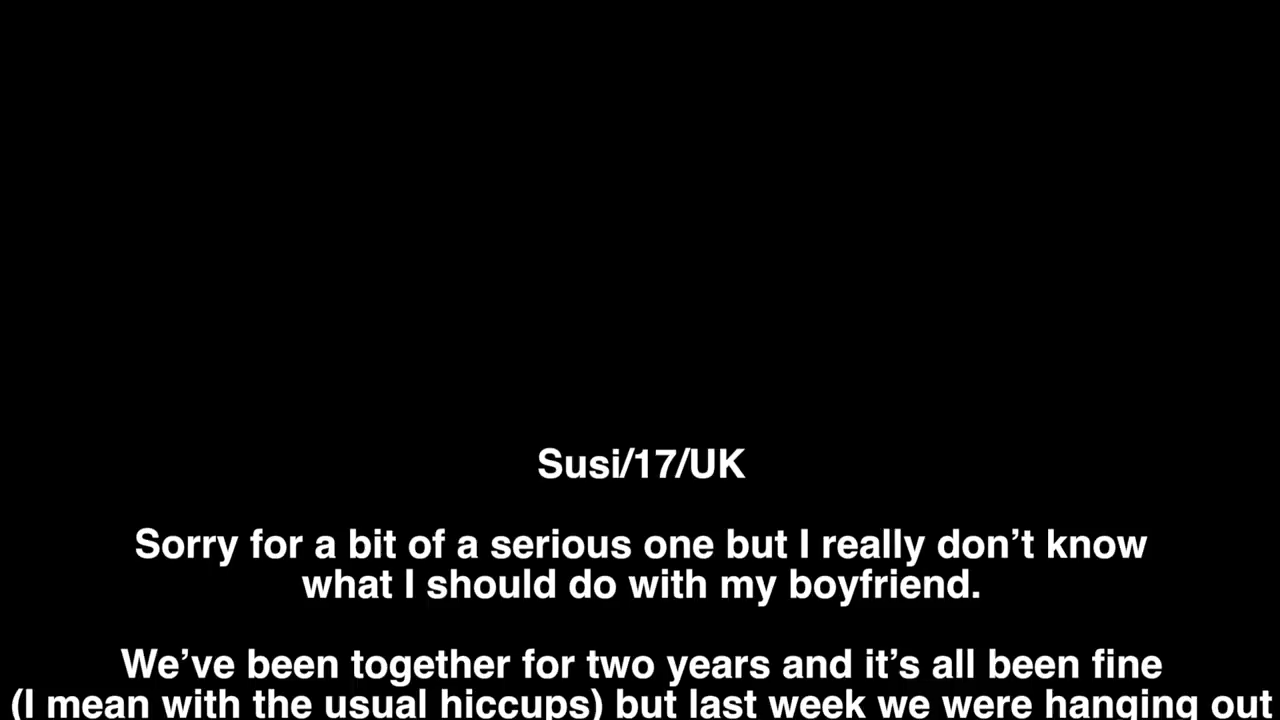 Susi/17/UK
Sorry for a bit of a serious one but I really don’t know
what I should do with my boyfriend.
We’ve been together for two years and it’s all been fine
(I mean with the usual hiccups) but last week we were hanging out